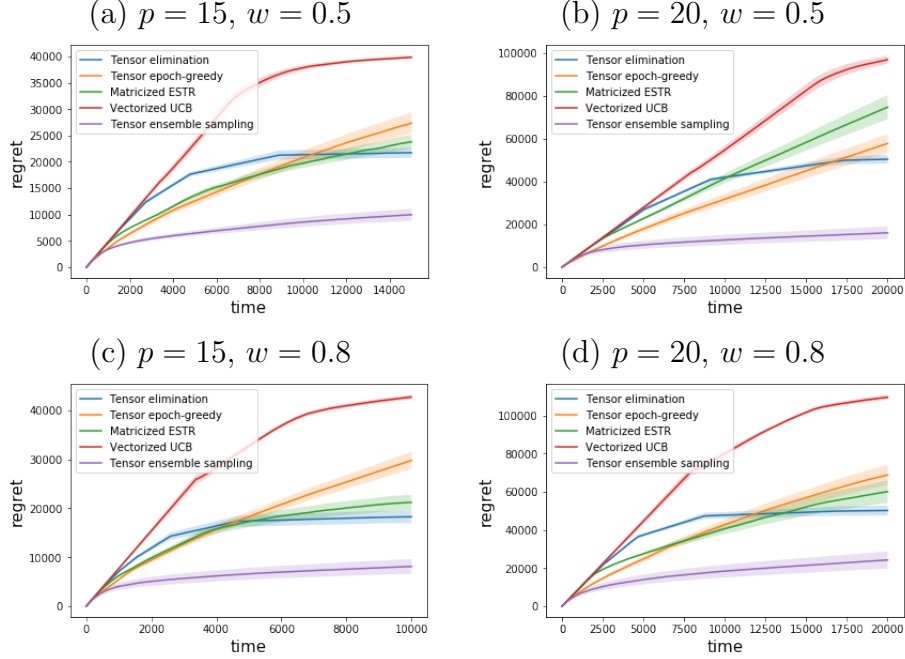 (a) p = 15, w = 0.5
40000
35000
30000
25000
20000
15000
10000
5000
0
regret
Tensor elimination
Tensor epoch-greedy
Matricized ESTR
Vectorized UCB
Tensor ensemble sampling
0 2000 4000 6000 8000 10000 12000 14000
time
(b) p = 20, w = 0.5
100000
80000
60000
40000
20000
0
regret
Tensor elimination
Tensor epoch-greedy
Matricized ESTR
Vectorized UCB
Tensor ensemble sampling
0 2500 5000 7500 10000 12500 15000 17500 20000
time
(c) p = 15, w = 0.8
40000
30000
20000
10000
0
regret
Tensor elimination
Tensor epoch-greedy
Matricized ESTR
Vectorized UCB
Tensor ensemble sampling
0 2000 4000 6000 8000 10000
time
(d) p = 20, w = 0.8
100000
80000
60000
40000
20000
0
regret
Tensor elimination
Tensor epoch-greedy
Matricized ESTR
Vectorized UCB
Tensor ensemble sampling
0 2500 5000 7500 10000 12500 15000 17500 20000
time